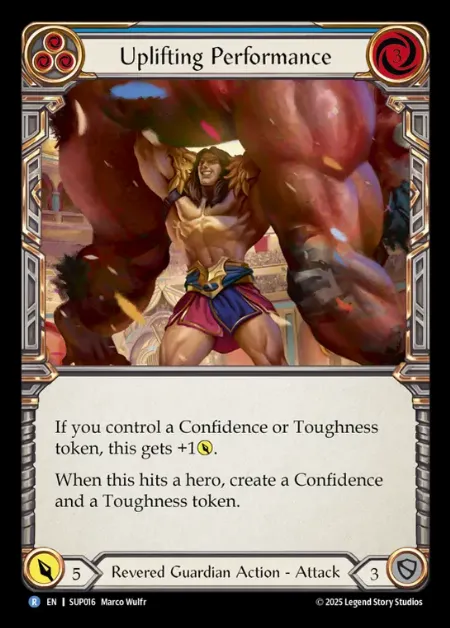 Uplifting Performance
3
If you control a Confidence or Toughness
token, this gets +1.
When this hits a hero, create a Confidence
and a Toughness token.
5
Revered Guardian Action - Attack
3
R EN | SUP016 Marco Wulfr
© 2025 Legend Story Studios